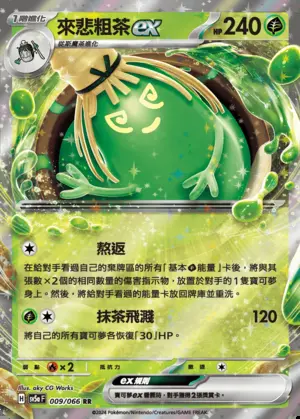 1階進化
來悲粗茶ex
HP 240
從斯魔茶進化
熬返
在給對手看過自己的棄牌區的所有「基本能量」卡後,將與其
張數×2個的相同數量的傷害指示物,放置於對手的1隻寶可夢
身上。然後,將給對手看過的能量卡放回牌庫並重洗。
抹茶飛濺 120
自己的所有寶可夢各恢復「30」HP。
弱點 ×2 抵抗力 撤退
Illus. aky CG Works
ex規則
H sv6a F 009/066 RR
寶可夢ex昏厥時,對手獲得2張獎賞卡。
©2024 Pokémon/Nintendo/Creatures/GAME FREAK